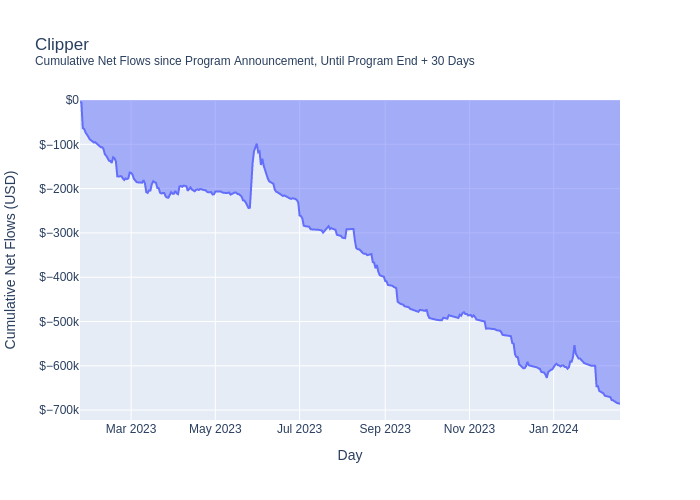 Clipper
Cumulative Net Flows since Program Announcement, Until Program End + 30 Days
Cumulative Net Flows (USD)
$0
$−100k
$−200k
$−300k
$−400k
$−500k
$−600k
$−700k
Mar 2023 May 2023 Jul 2023 Sep 2023 Nov 2023 Jan 2024
Day